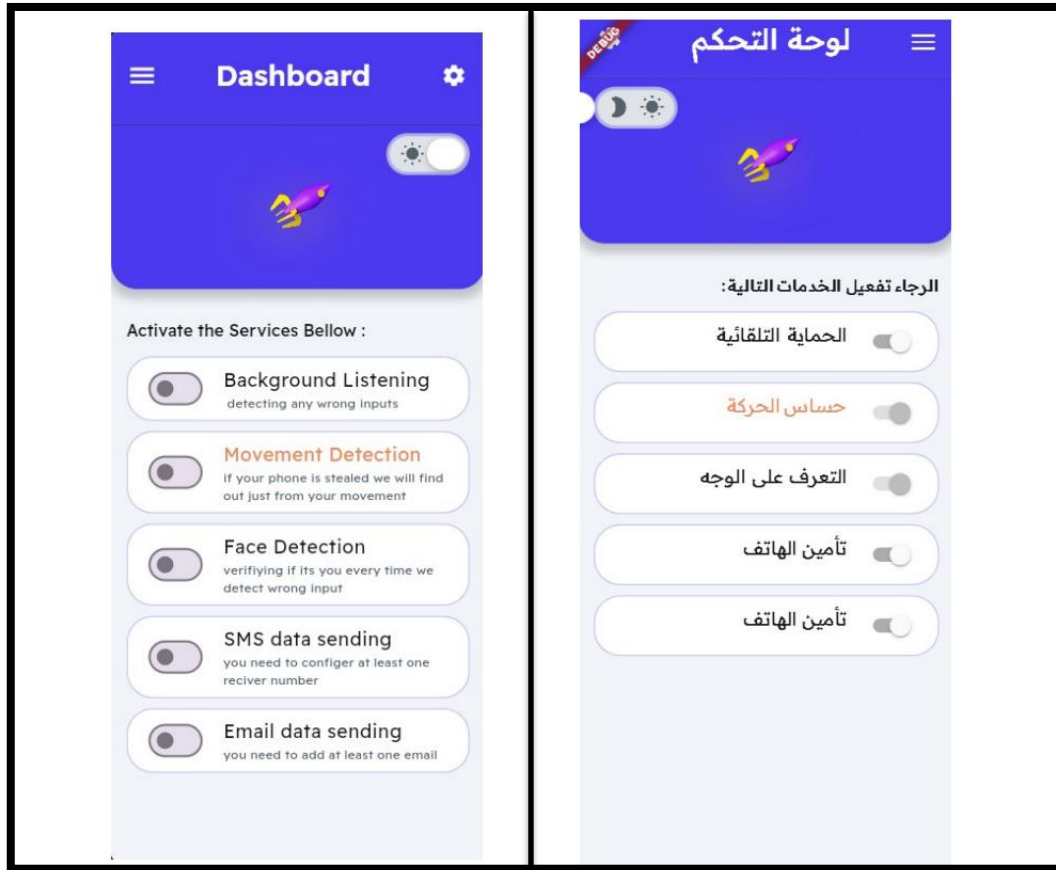 Dashboard
Activate the Services Bellow :
Background Listening
detecting any wrong inputs
Movement Detection
if your phone is stealed we will find
out just from your movement
Face Detection
verifiying if its you every time we
detect wrong input
SMS data sending
you need to configer at least one
reciver number
Email data sending
you need to add at least one email
لوحة التحكم
DEBUG
الرجاء تفعيل الخدمات التالية:
الحماية التلقائية
حساس الحركة
التعرف على الوجه
تأمين الهاتف
تأمين الهاتف